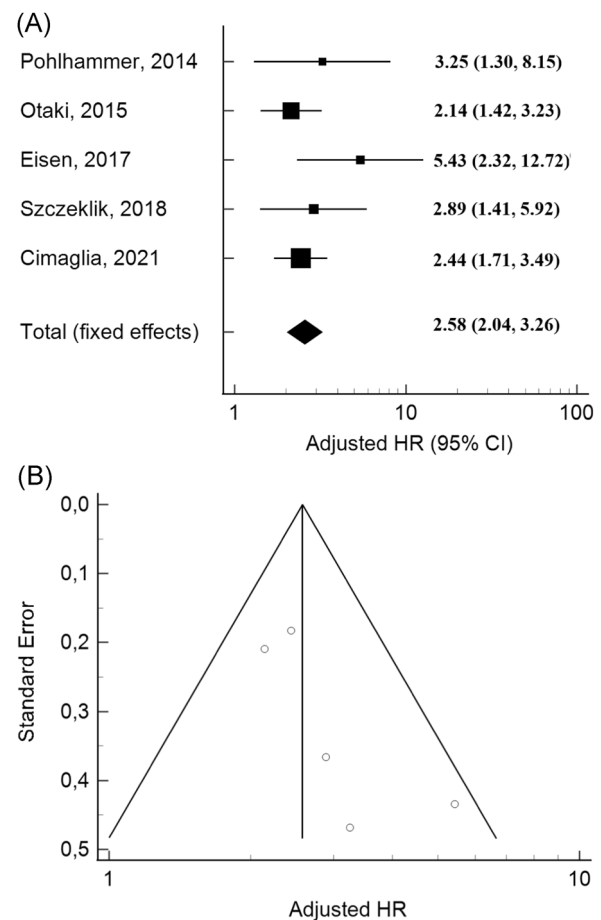 (A)
Pohlhammer, 2014 3.25 (1.30, 8.15)
Otaki, 2015 2.14 (1.42, 3.23)
Eisen, 2017 5.43 (2.32, 12.72)
Szczeklik, 2018 2.89 (1.41, 5.92)
Cimaglia, 2021 2.44 (1.71, 3.49)
Total (fixed effects) 2.58 (2.04, 3.26)
1 10 100
Adjusted HR (95% CI)
(B)
0,0
0,1
0,2
0,3
0,4
0,5
Standard Error
1 10
Adjusted HR